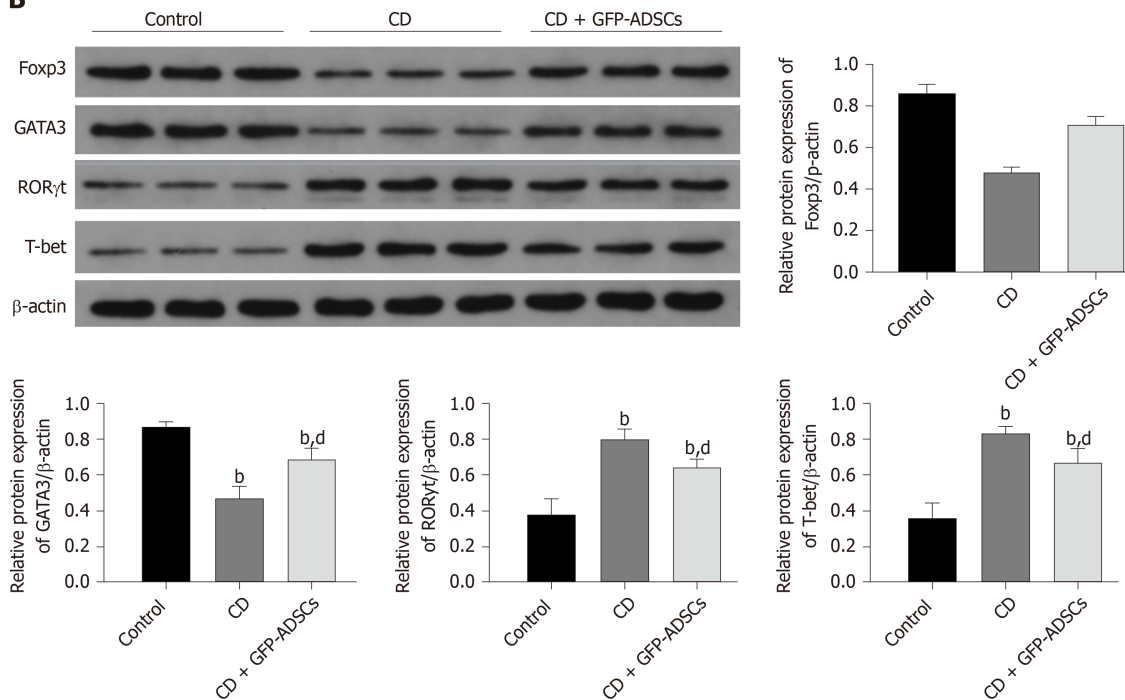 B
Control
CD
CD + GFP-ADSCs
Foxp3
GATA3
RORγt
T-bet
β-actin
Relative protein expression of
Foxp3/p-actin
1.0
0.8
0.6
0.4
0.2
0.0
Control
CD
CD + GFP-ADSCs
Relative protein expression
of GATA3/β-actin
1.0
0.8
0.6
0.4
0.2
0.0
b
b,d
Control
CD
CD + GFP-ADSCs
Relative protein expression
of RORyt/β-actin
1.0
0.8
0.6
0.4
0.2
0.0
b
b,d
Control
CD
CD + GFP-ADSCs
Relative protein expression
of T-bet/β-actin
1.0
0.8
0.6
0.4
0.2
0.0
b
b,d
Control
CD
CD + GFP-ADSCs